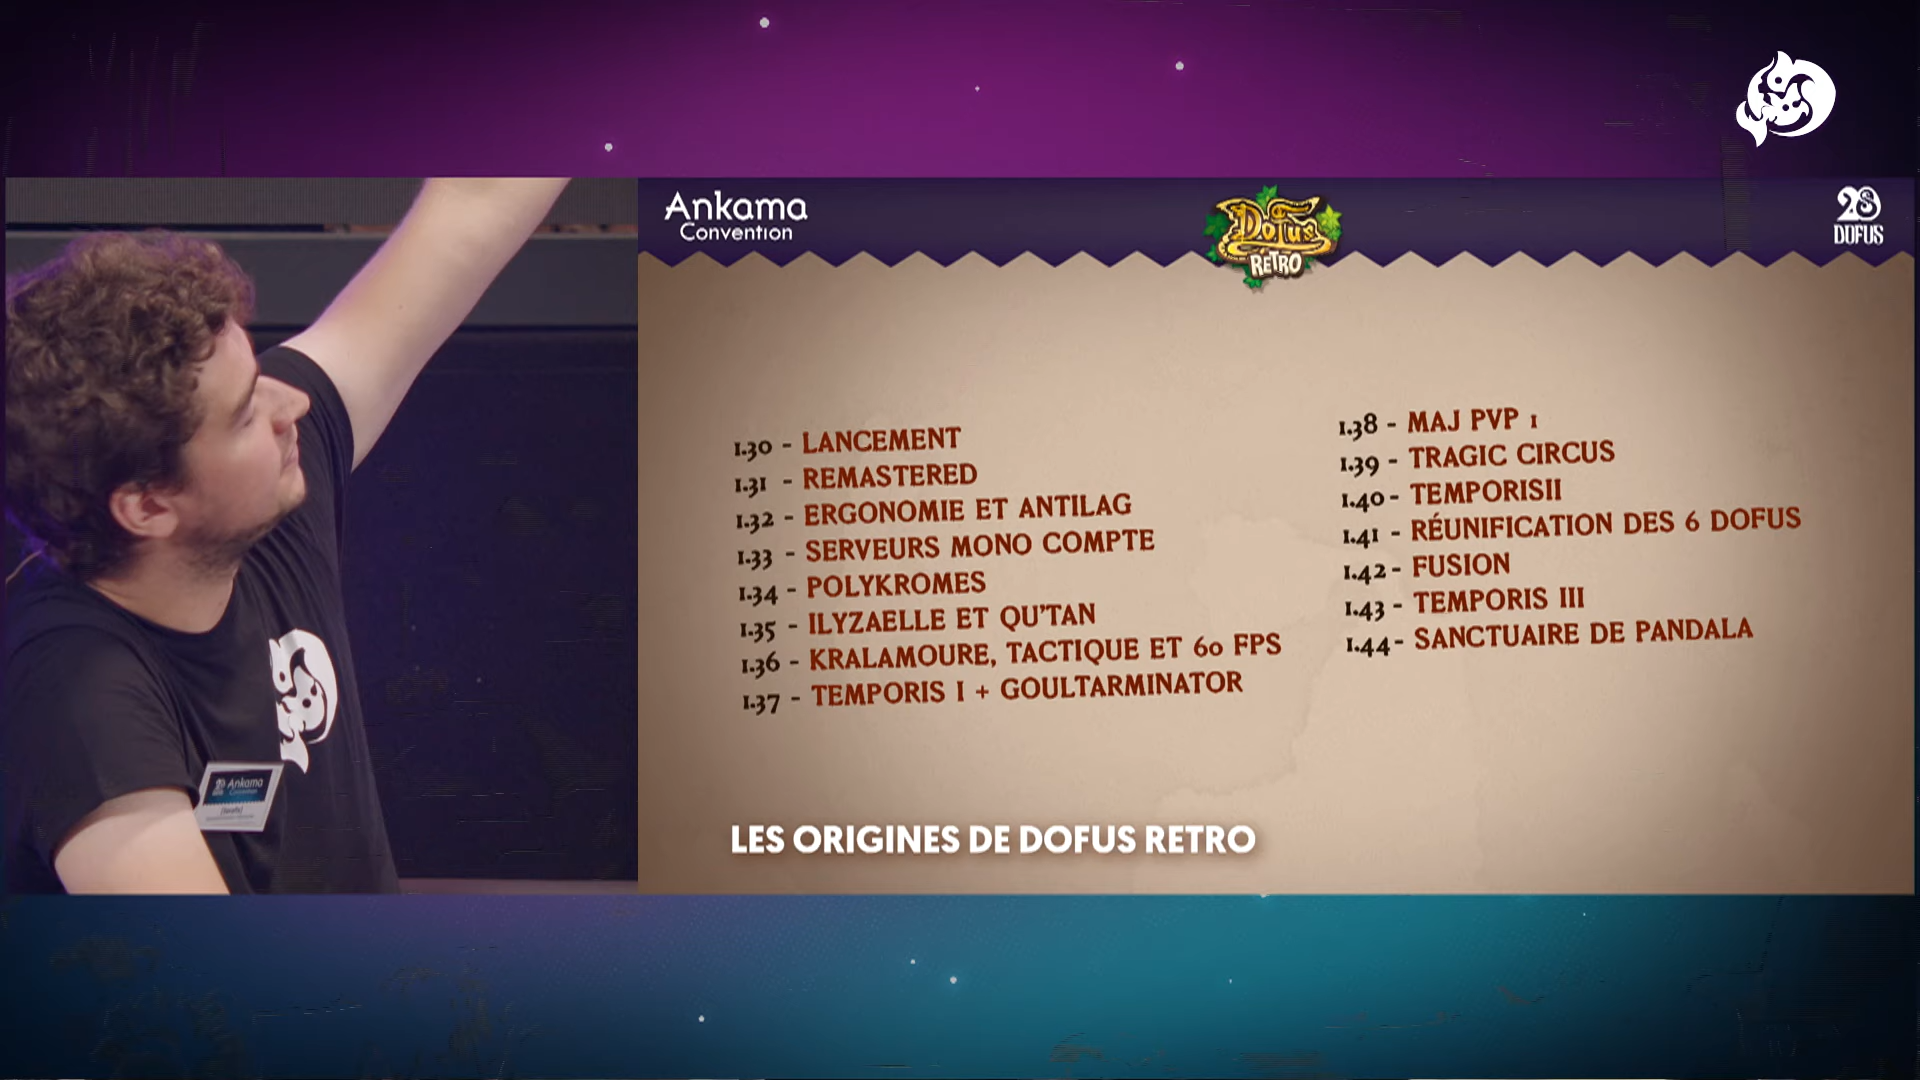 Ankama
Convention
DOFUS
RETRO
20
DOFUS
1.30 - LANCEMENT
1.31 - REMASTERED
1.32 - ERGONOMIE ET ANTILAG
1.33 - SERVEURS MONO COMPTE
1.34 - POLYKROMES
1.35 - ILYZAELLE ET QU'TAN
1.36 - KRALAMOURE, TACTIQUE ET 60 FPS
1.37 - TEMPORIS I + GOULTARMINATOR
1.38 - MAJ PVP 1
1.39 - TRAGIC CIRCUS
1.40 - TEMPORISII
1.41 - RÉUNIFICATION DES 6 DOFUS
1.42 - FUSION
1.43 - TEMPORIS III
1.44 - SANCTUAIRE DE PANDALA
LES ORIGINES DE DOFUS RETRO
Ankama
Convention